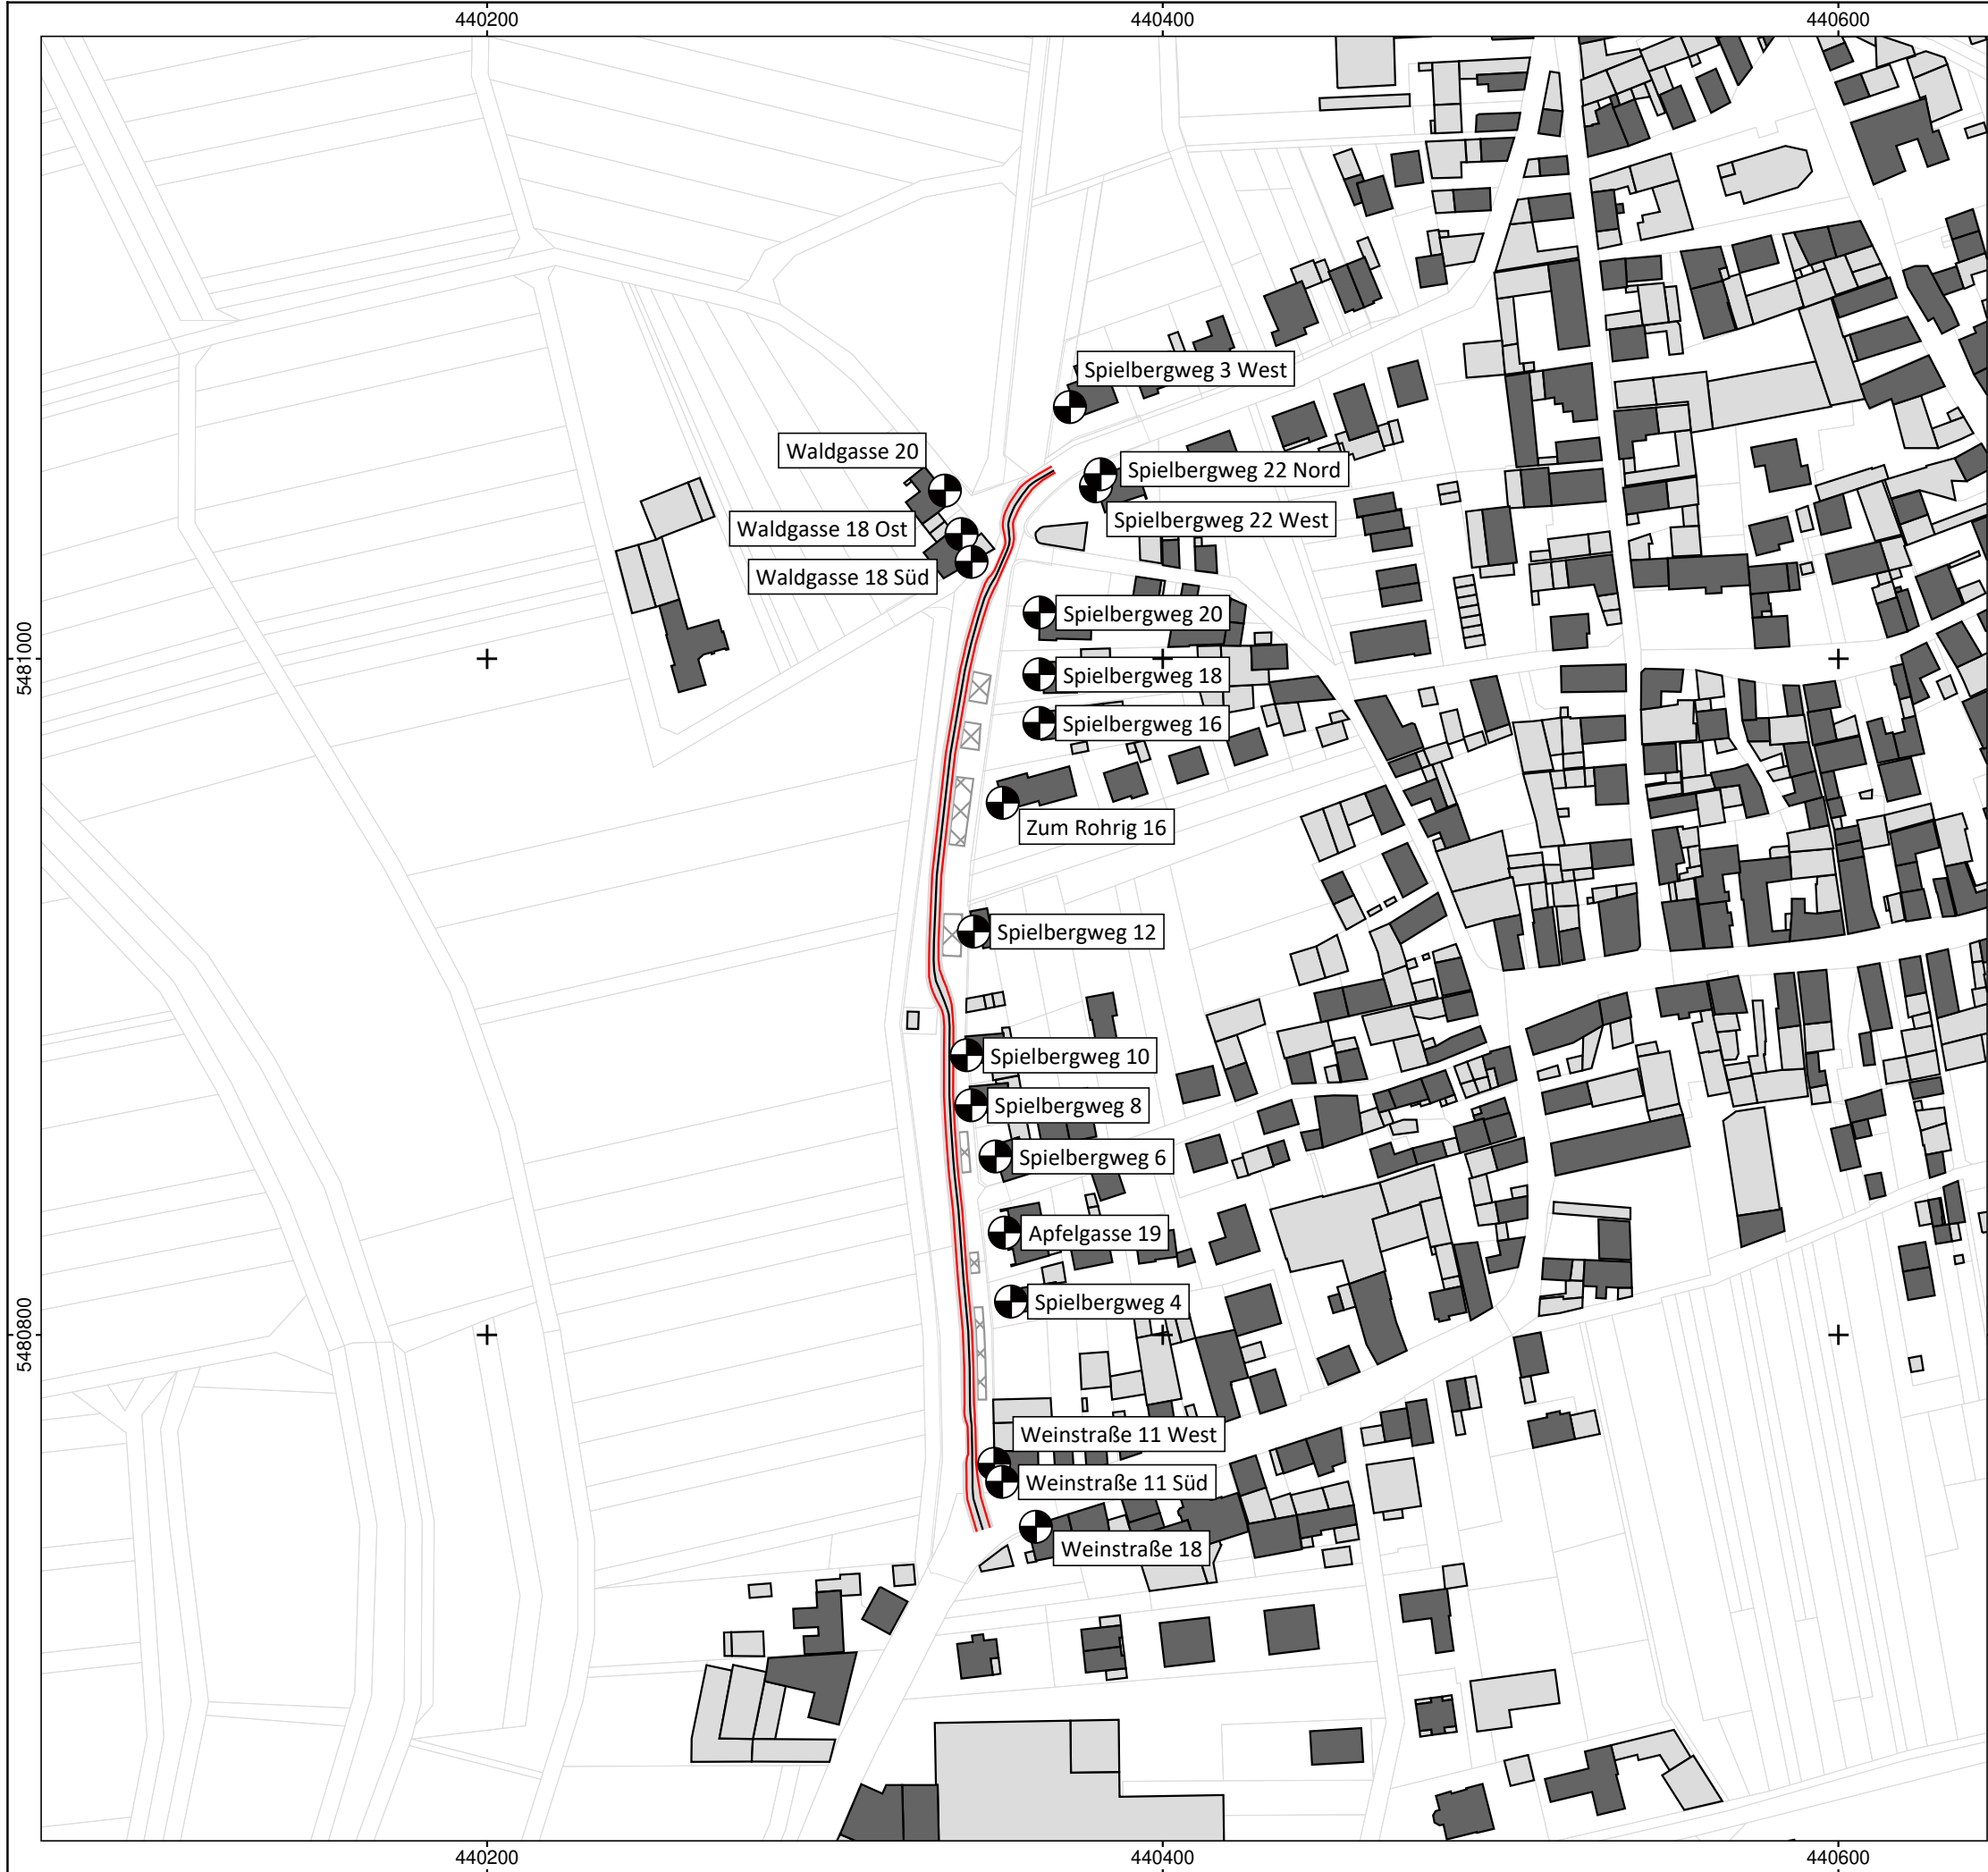 440200
440400
440600
Spielbergweg 3 West
Waldgasse 20
Spielbergweg 22 Nord
Spielbergweg 22 West
Waldgasse 18 Ost
Waldgasse 18 Süd
Spielbergweg 20
5481000
Spielbergweg 18
Spielbergweg 16
Zum Rohrig 16
Spielbergweg 12
Spielbergweg 10
Spielbergweg 8
Spielbergweg 6
Apfelgasse 19
Spielbergweg 4
5480800
Weinstraße 11 West
Weinstraße 11 Süd
Weinstraße 18
440200
440400
440600